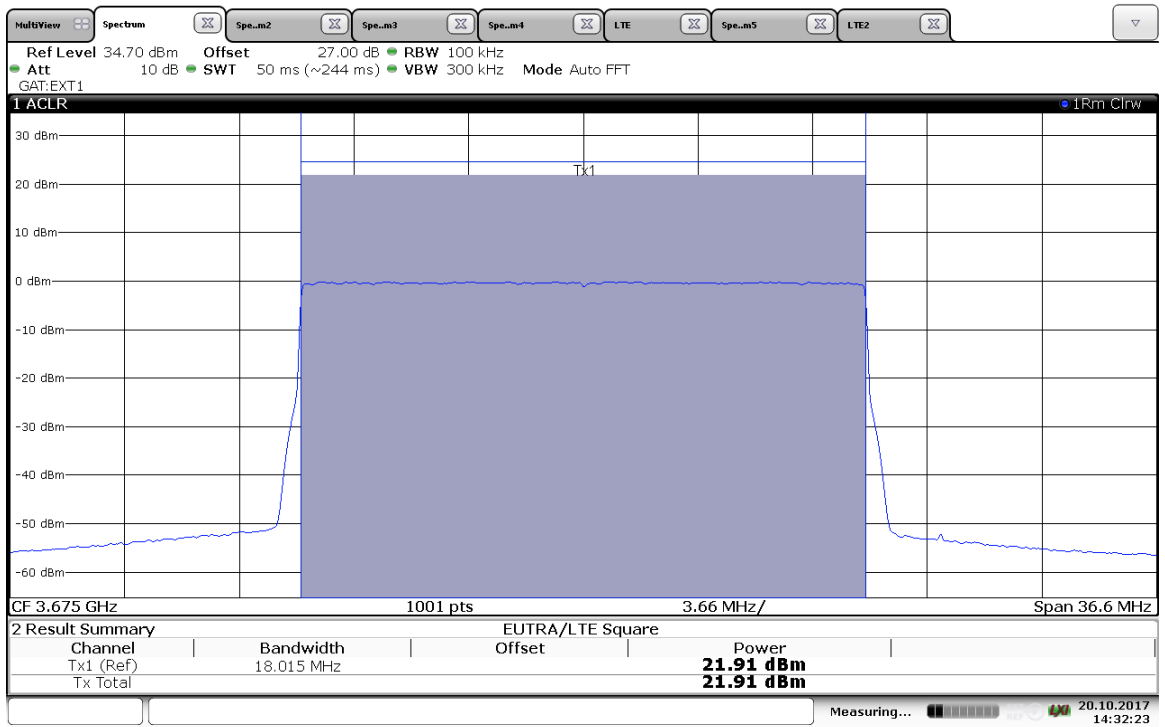 MultiView Spectrum Spe..m2 Spe..m3 Spe..m4 LTE Spe..m5 LTE2
Ref Level 34.70 dBm Offset 27.00 dB RBW 100 kHz
Att 10 dB SWT 50 ms (~244 ms) VBW 300 kHz Mode Auto FFT
GAT:EXT1
1 ACLR 1Rm Clrw
30 dBm
Tx1
20 dBm
10 dBm
0 dBm
-10 dBm
-20 dBm
-30 dBm
-40 dBm
-50 dBm
-60 dBm
CF 3.675 GHz 1001 pts 3.66 MHz/ Span 36.6 MHz
2 Result Summary EUTRA/LTE Square
Channel Bandwidth Offset Power
Tx1 (Ref) 18.015 MHz 21.91 dBm
Tx Total 21.91 dBm
Measuring... REF LXI 20.10.2017
14:32:23